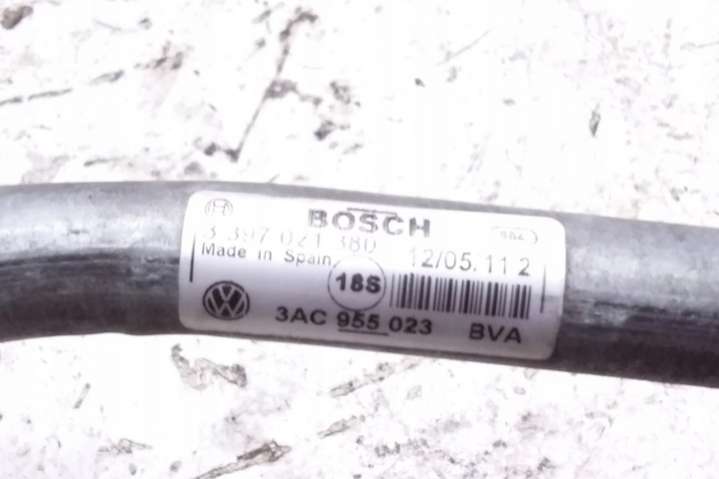 BOSCH
3 397 021 380
Made in Spain 12/05.11 2
18S
3AC 955 023 BVA